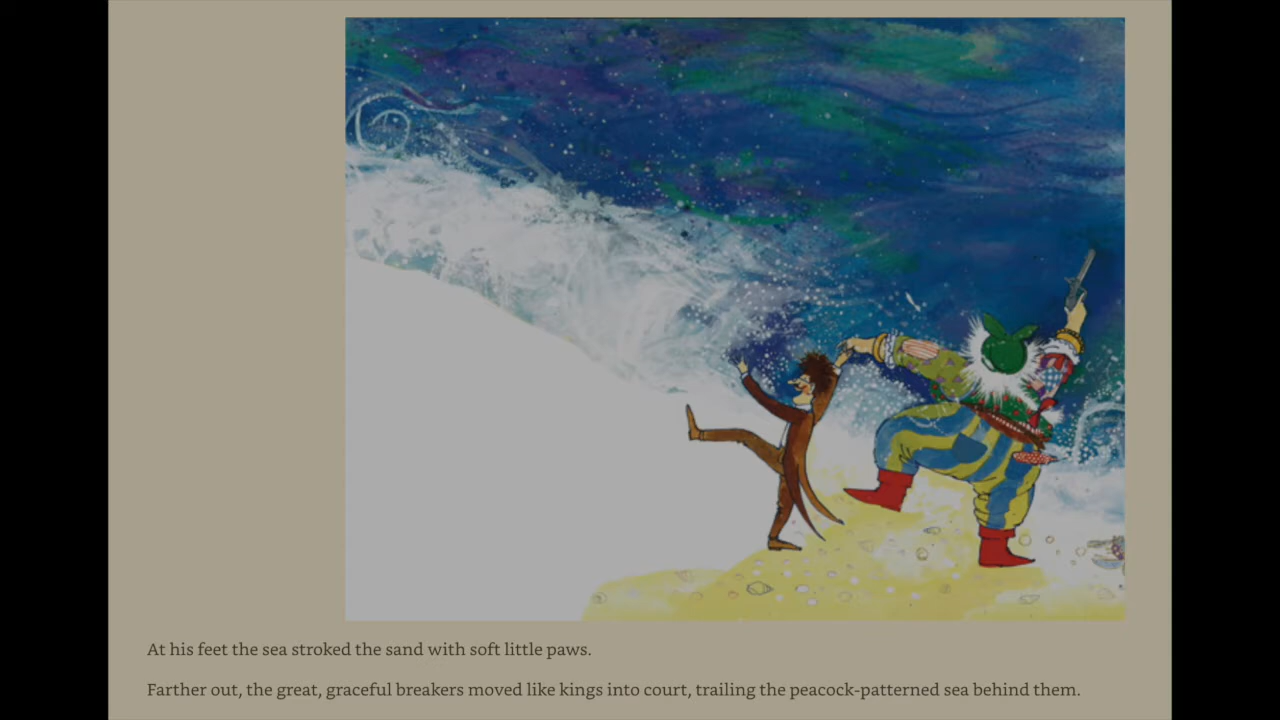 At his feet the sea stroked the sand with soft little paws.
Farther out, the great, graceful breakers moved like kings into court, trailing the peacock-patterned sea behind them.